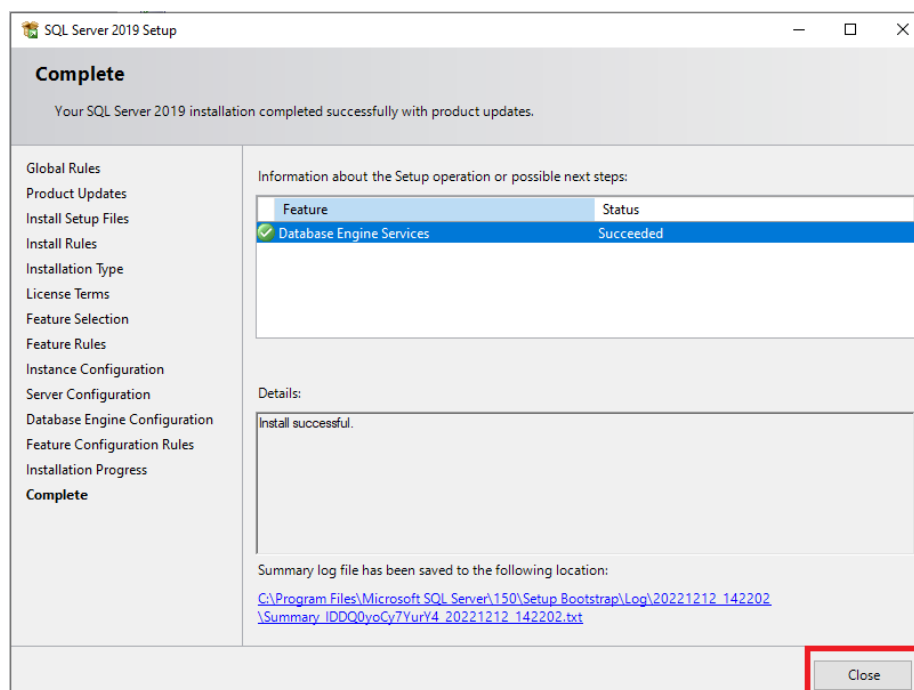 SQL Server 2019 Setup
Complete
Your SQL Server 2019 installation completed successfully with product updates.
Global Rules
Product Updates
Install Setup Files
Install Rules
Installation Type
License Terms
Feature Selection
Feature Rules
Instance Configuration
Server Configuration
Database Engine Configuration
Feature Configuration Rules
Installation Progress
Complete
Information about the Setup operation or possible next steps:
Feature Status
Database Engine Services Succeeded
Details:
Install successful.
Summary log file has been saved to the following location:
C:\Program Files\Microsoft SQL Server\150\Setup Bootstrap\Log\20221212_142202
\Summary_IDDQ0yoCy7YurY4_20221212_142202.txt
Close